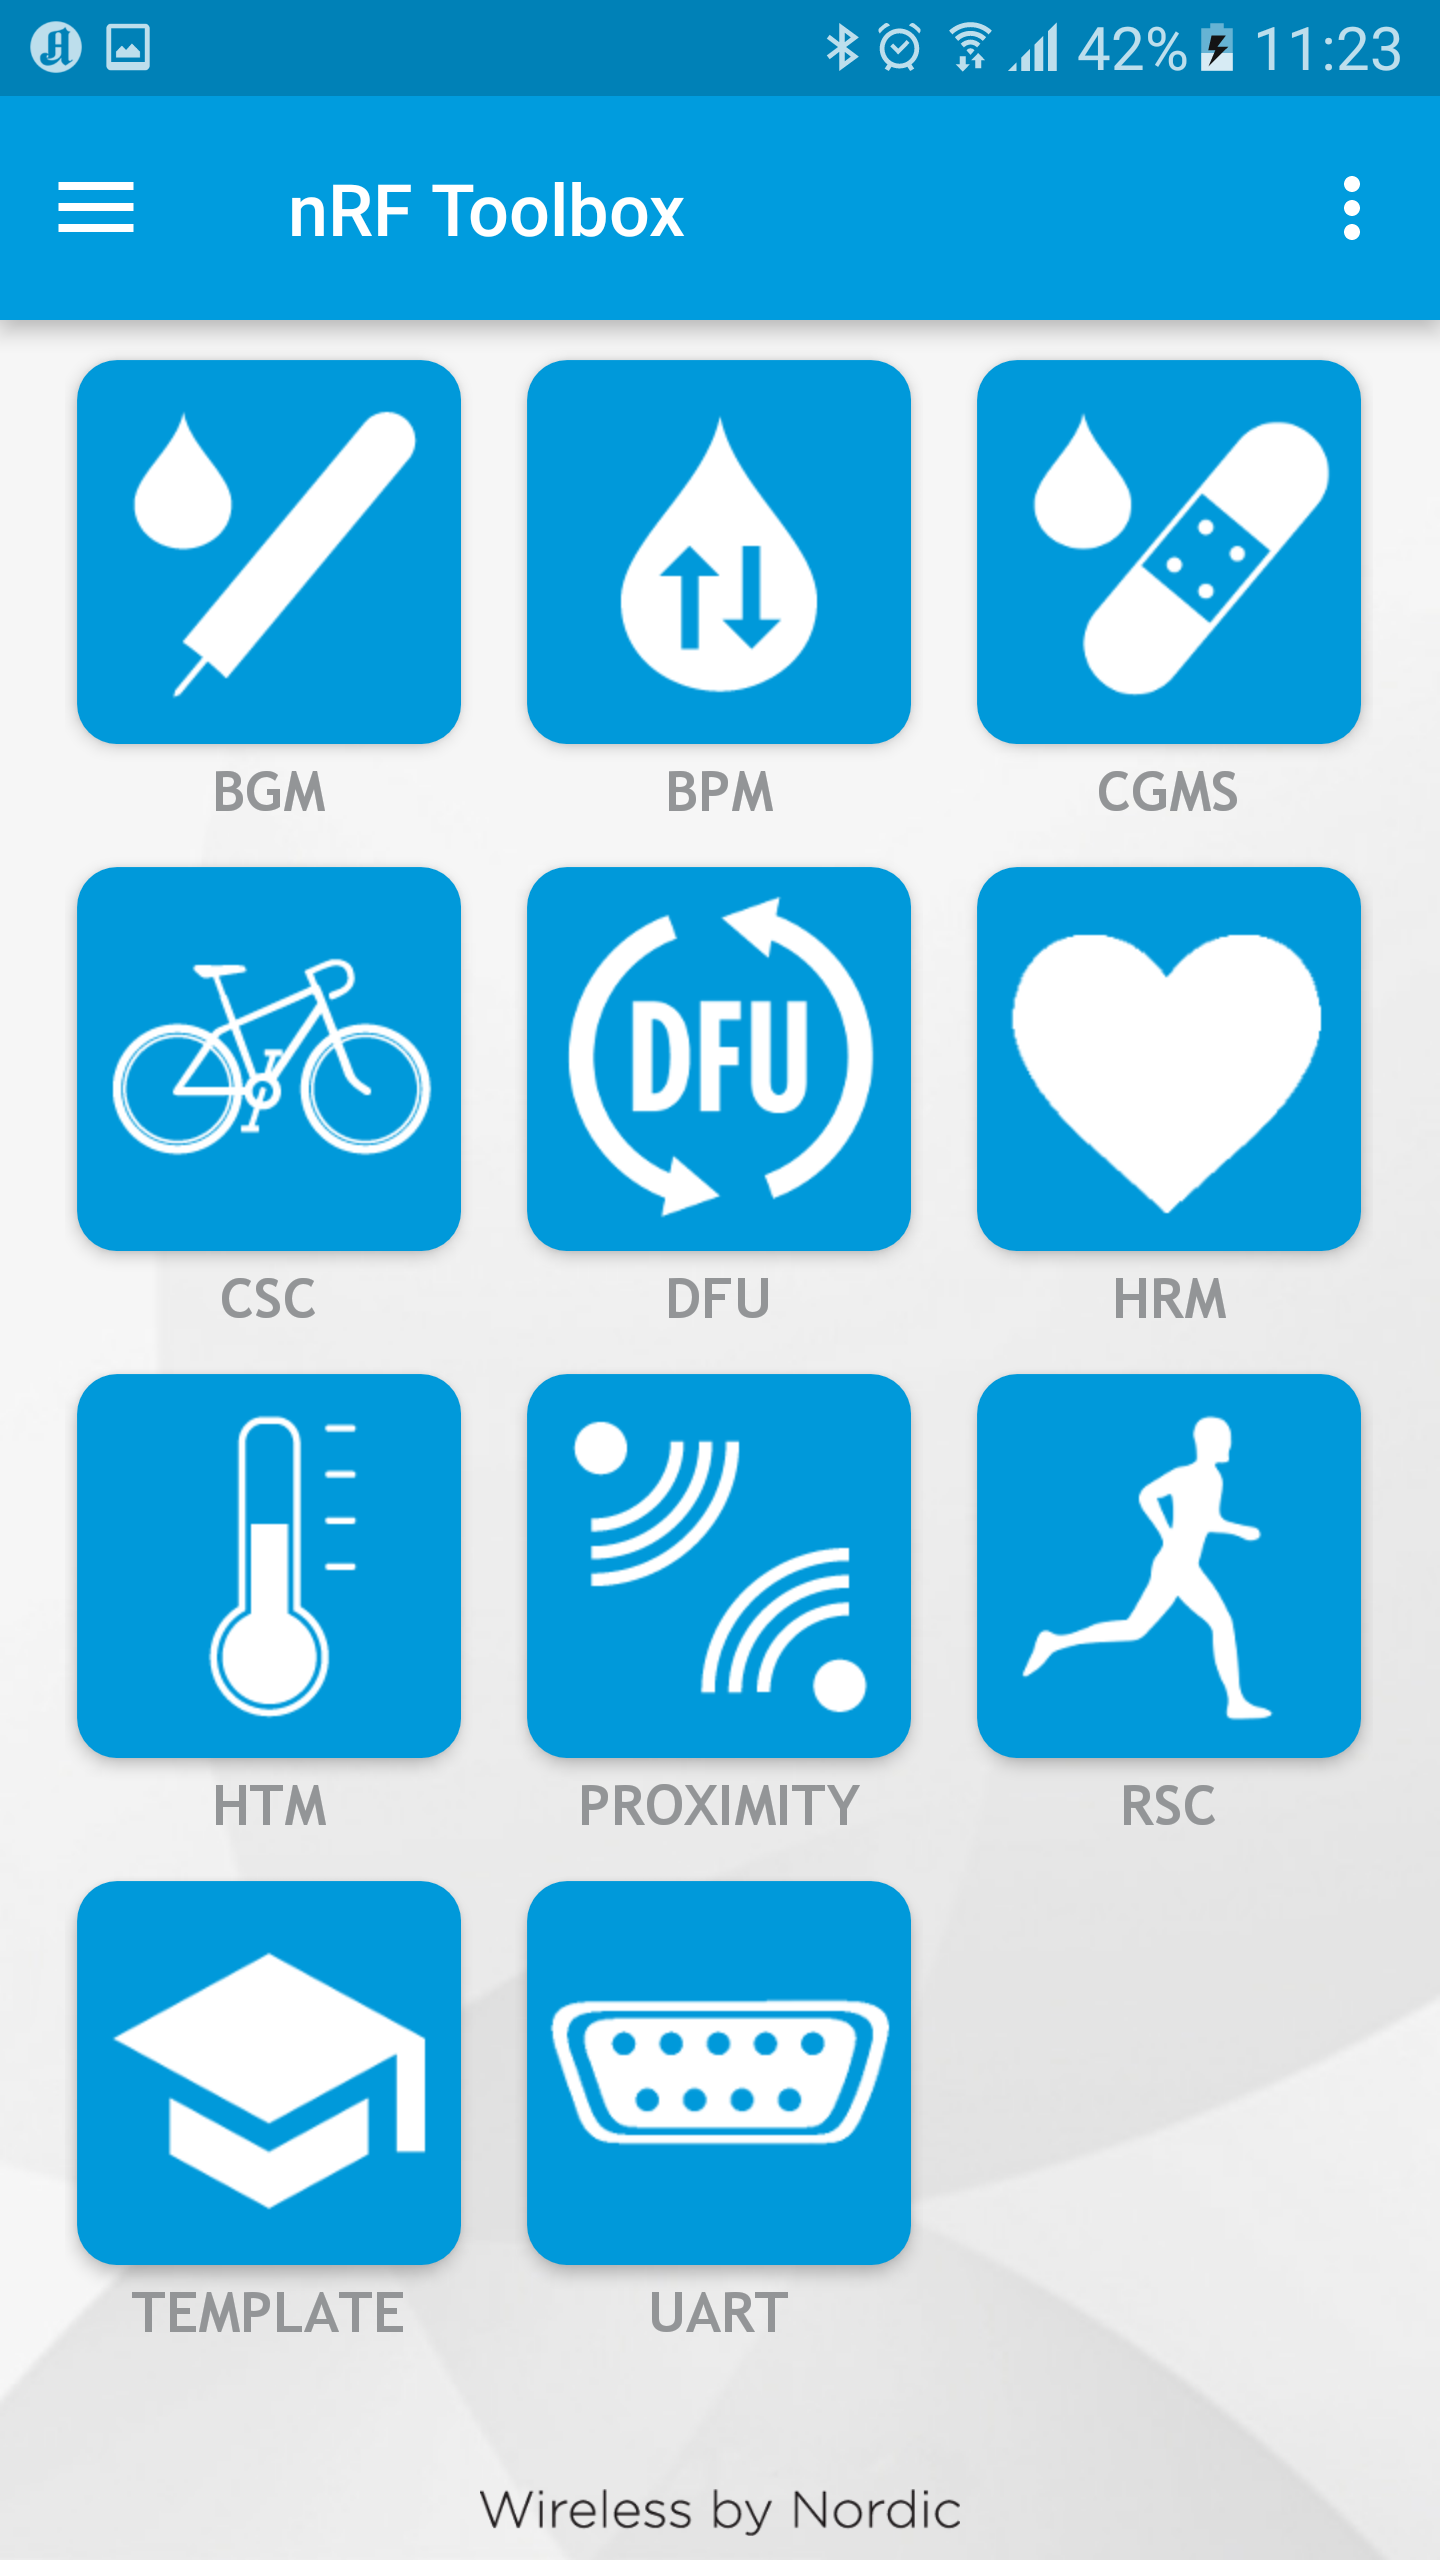 42% 11:23
nRF Toolbox
BGM BPM CGMS
DFU
CSC DFU HRM
HTM PROXIMITY RSC
TEMPLATE UART
Wireless by Nordic